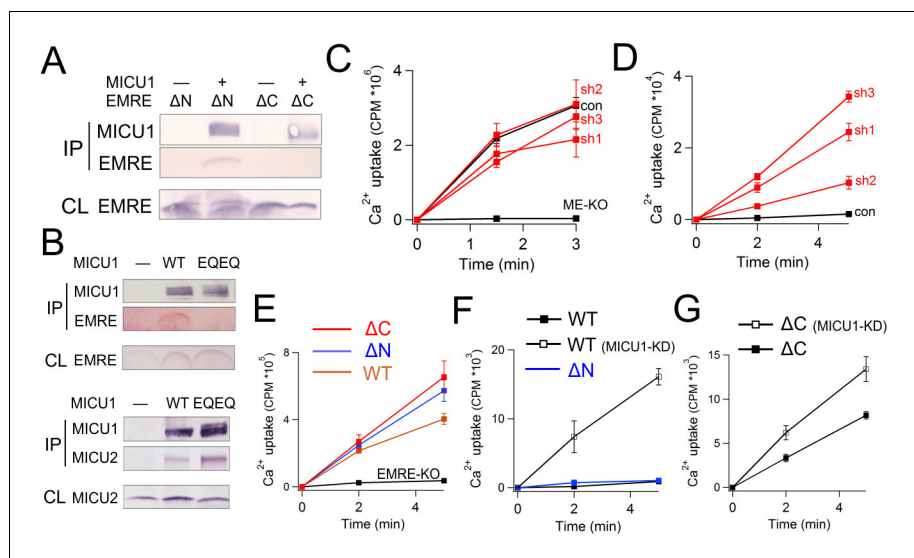 A
MICU1 — + — +
EMRE ΔN ΔN ΔC ΔC
IP
MICU1
EMRE
CL EMRE
B
MICU1 — WT EQEQ
IP
MICU1
EMRE
CL EMRE
MICU1 — WT EQEQ
IP
MICU1
MICU2
CL MICU2
C
Ca2+ uptake (CPM *10^6)
4
2
0
sh2
con
sh3
sh1
ME-KO
0 1 2 3
Time (min)
D
Ca2+ uptake (CPM *10^4)
4
2
0
sh3
sh1
sh2
con
0 5
Time (min)
E
ΔC
ΔN
WT
Ca2+ uptake (CPM *10^5)
8
4
0
EMRE-KO
0 2 4
Time (min)
F
WT
WT (MICU1-KD)
ΔN
Ca2+ uptake (CPM *10^3)
20
10
0
0 2 4
Time (min)
G
ΔC (MICU1-KD)
ΔC
Ca2+ uptake (CPM *10^3)
15
10
5
0
0 2 4
Time (min)